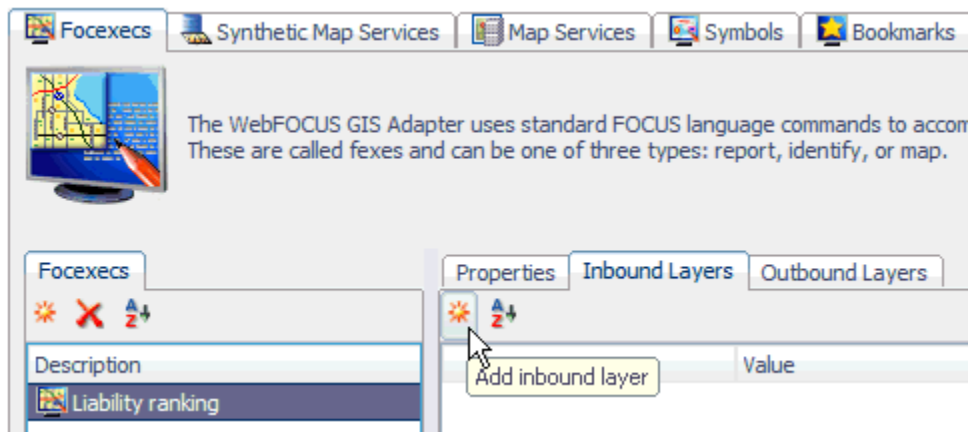 Focexecs Synthetic Map Services Map Services Symbols Bookmarks
The WebFOCUS GIS Adapter uses standard FOCUS language commands to accom
These are called fexes and can be one of three types: report, identify, or map.
Focexecs
Properties Inbound Layers Outbound Layers
Description
Value
Add inbound layer
Liability ranking